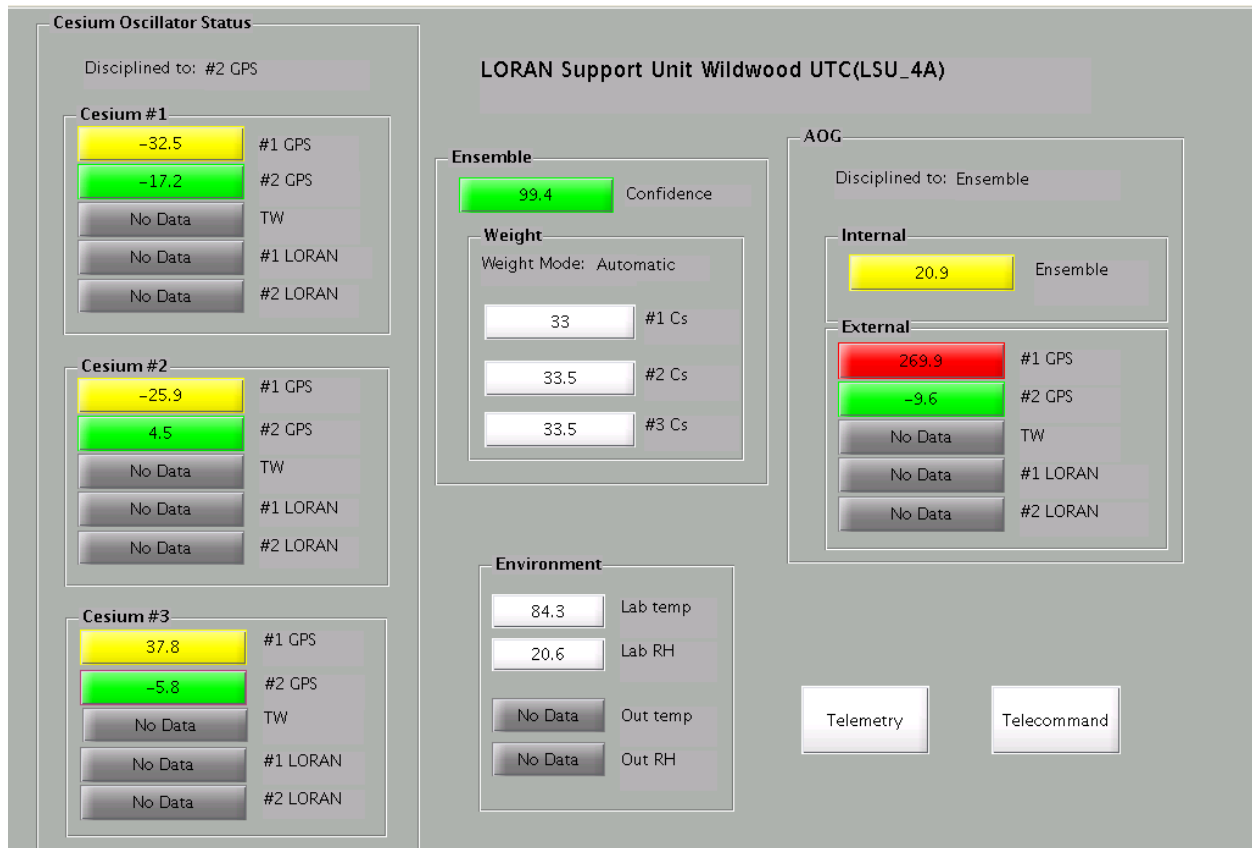 Cesium Oscillator Status
Disciplined to: #2 GPS
Cesium #1
-32.5 #1 GPS
-17.2 #2 GPS
No Data TW
No Data #1 LORAN
No Data #2 LORAN
Cesium #2
-25.9 #1 GPS
4.5 #2 GPS
No Data TW
No Data #1 LORAN
No Data #2 LORAN
Cesium #3
37.8 #1 GPS
-5.8 #2 GPS
No Data TW
No Data #1 LORAN
No Data #2 LORAN
LORAN Support Unit Wildwood UTC(LSU_4A)
Ensemble
99.4 Confidence
Weight
Weight Mode: Automatic
33 #1 Cs
33.5 #2 Cs
33.5 #3 Cs
Environment
84.3 Lab temp
20.6 Lab RH
No Data Out temp
No Data Out RH
AOG
Disciplined to: Ensemble
Internal
20.9 Ensemble
External
269.9 #1 GPS
-9.6 #2 GPS
No Data TW
No Data #1 LORAN
No Data #2 LORAN
Telemetry Telecommand